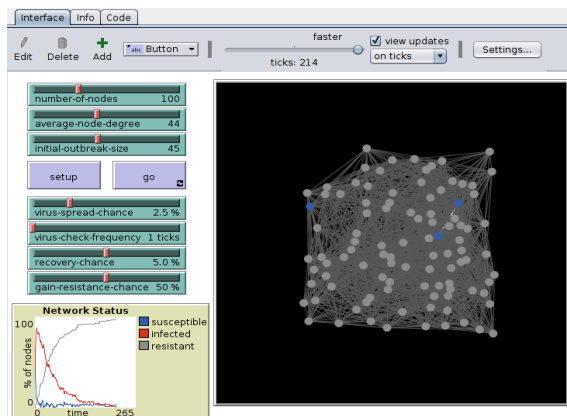 Interface Info Code
Edit Delete Add abc Button faster view updates
ticks: 214 on ticks Settings...
number-of-nodes 100
average-node-degree 44
initial-outbreak-size 45
setup go
virus-spread-chance 2.5 %
virus-check-frequency 1 ticks
recovery-chance 5.0 %
gain-resistance-chance 50 %
Network Status
% of nodes
100
0
0 time 265
susceptible
infected
resistant